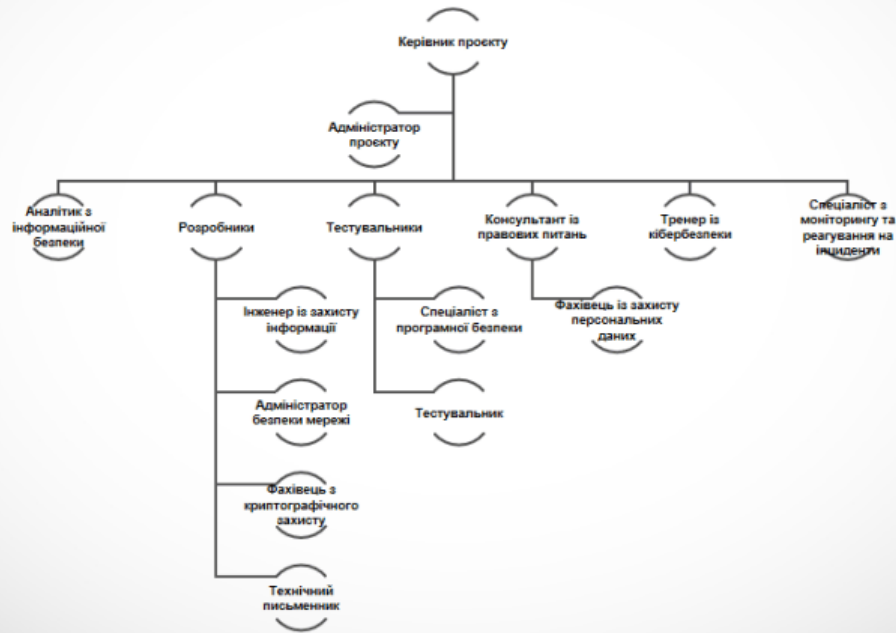 Керівник проєкту
Адміністратор
проєкту
Аналітик з
інформаційної
безпеки
Розробники
Тестувальники
Консультант із
правових питань
Тренер із
кібербезпеки
Спеціаліст з
моніторингу та
реагування на
інциденти
Інженер із захисту
інформації
Адміністратор
безпеки мережі
Фахівець з
криптографічного
захисту
Технічний
письменник
Спеціаліст з
програмної безпеки
Тестувальник
Фахівець із захисту
персональних
даних